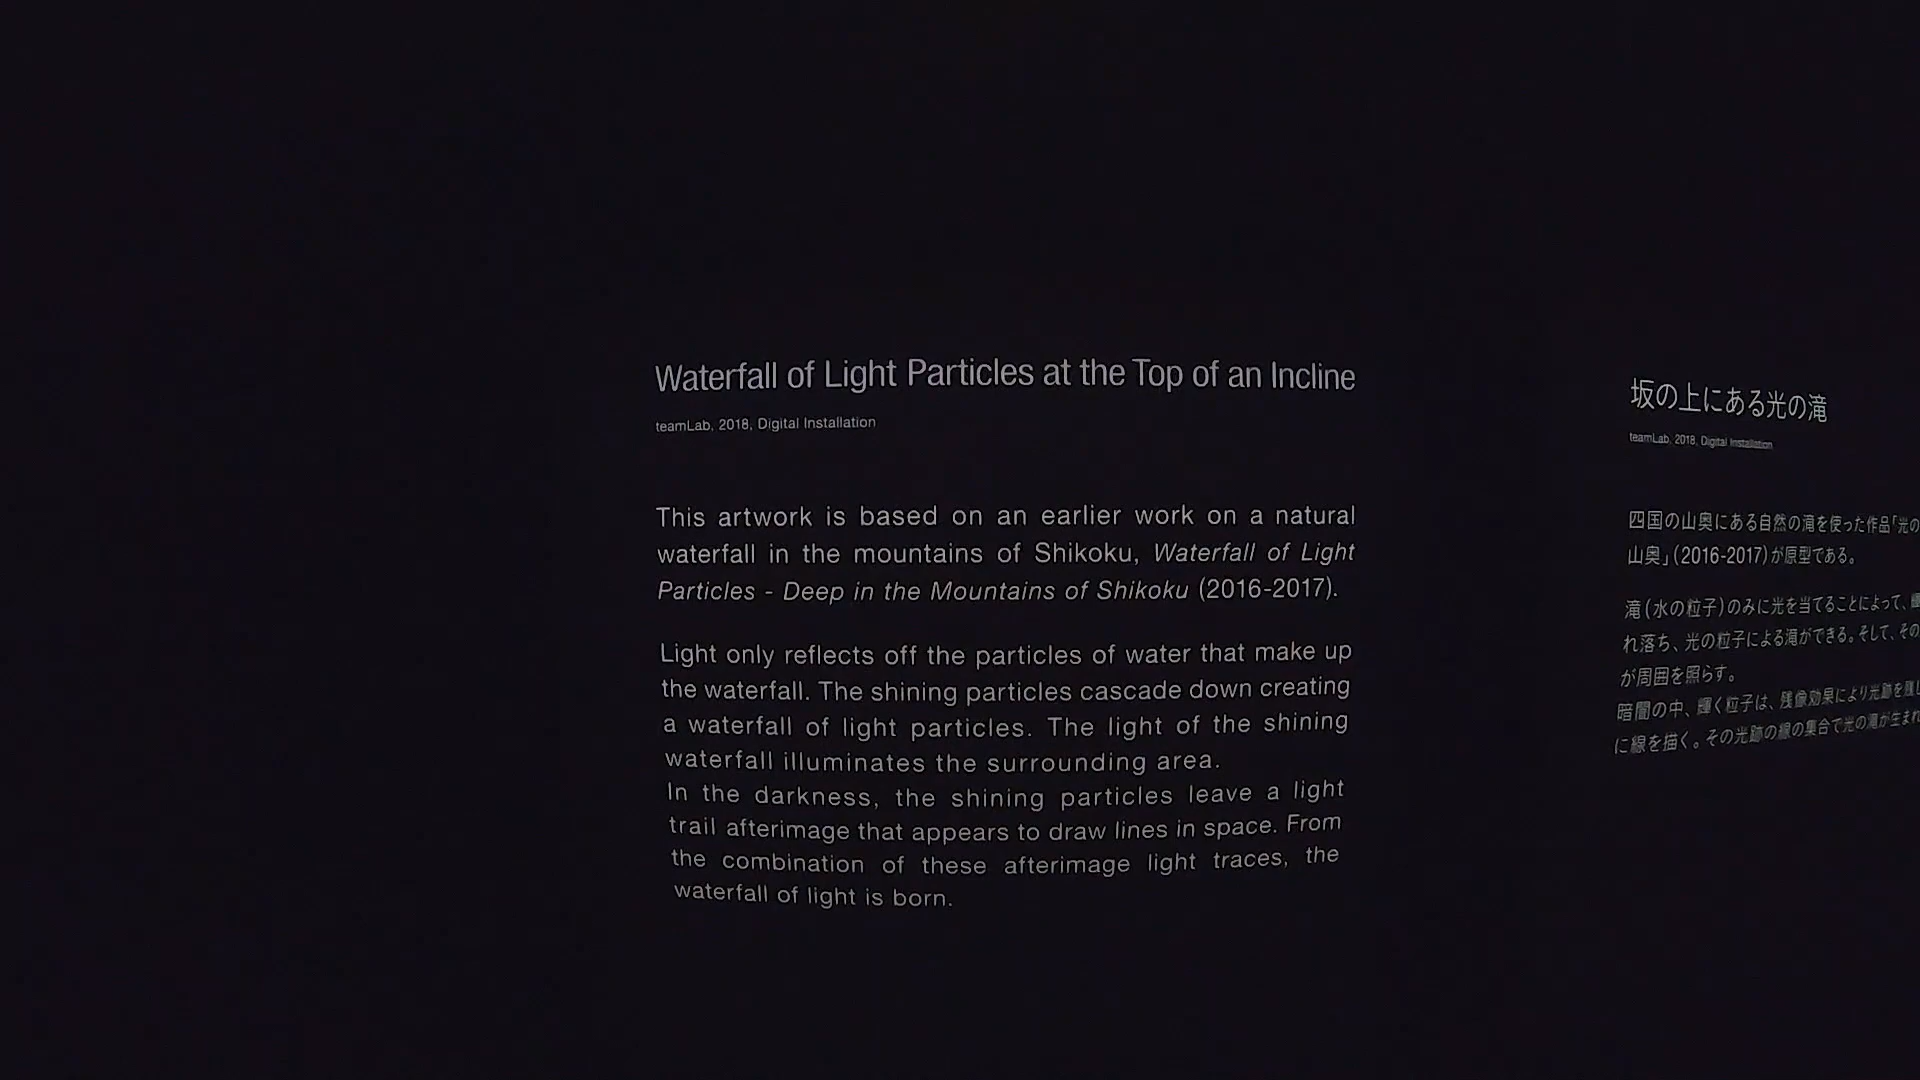 Waterfall of Light Particles at the Top of an Incline
teamLab, 2018, Digital Installation
This artwork is based on an earlier work on a natural
waterfall in the mountains of Shikoku, Waterfall of Light
Particles - Deep in the Mountains of Shikoku (2016-2017).
Light only reflects off the particles of water that make up
the waterfall. The shining particles cascade down creating
a waterfall of light particles. The light of the shining
waterfall illuminates the surrounding area.
In the darkness, the shining particles leave a light
trail afterimage that appears to draw lines in space. From
the combination of these afterimage light traces, the
waterfall of light is born.
坂の上にある光の滝
teamLab, 2018, Digital Installation
四国の山奥にある自然の滝を使った作品「光の
山奥」(2016-2017)が原型である。
滝(水の粒子)のみに光を当てることによって、
れ落ち、光の粒子による滝ができる。そして、その
が周囲を照らす。
暗闇の中、輝く粒子は、残像効果により光跡を残し
に線を描く。その光跡の線の集合で光の滝が生まれ